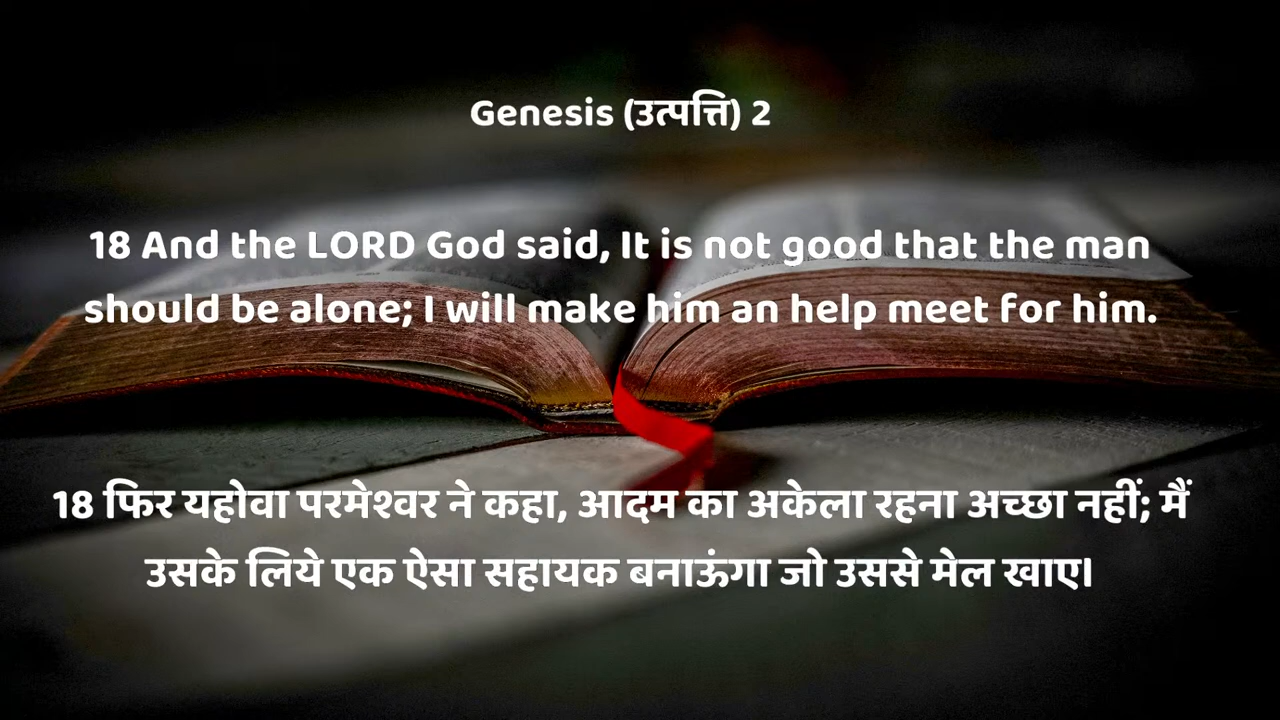 Genesis (उत्पत्ति) 2
18 And the LORD God said, It is not good that the man
should be alone; I will make him an help meet for him.
18 फिर यहोवा परमेश्वर ने कहा, आदम का अकेला रहना अच्छा नहीं; मैं
उसके लिये एक ऐसा सहायक बनाऊंगा जो उससे मेल खाए।